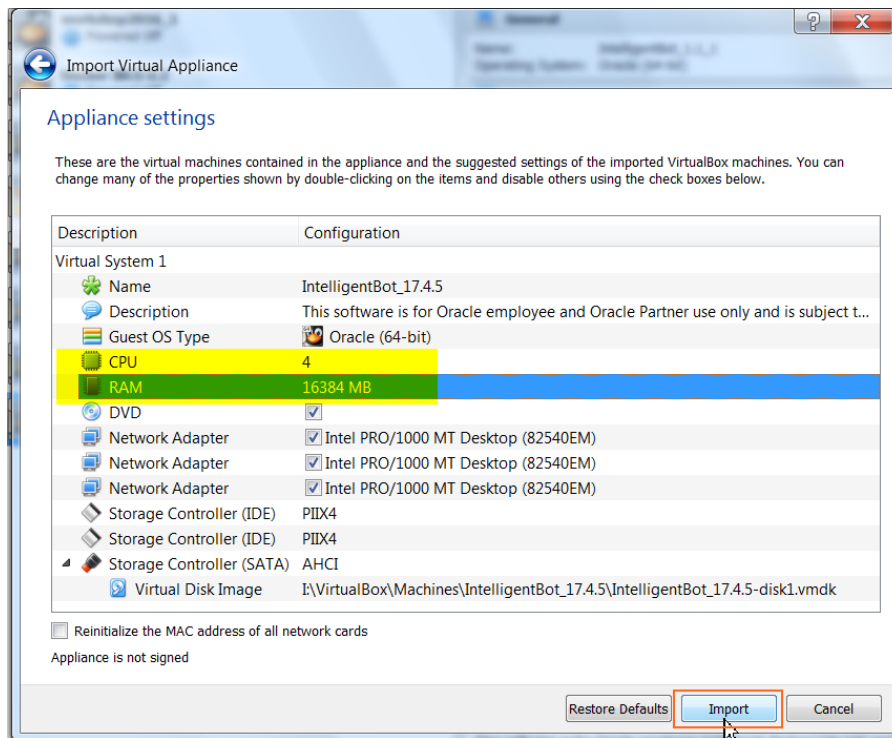 Import Virtual Appliance
Appliance settings
These are the virtual machines contained in the appliance and the suggested settings of the imported VirtualBox machines. You can
change many of the properties shown by double-clicking on the items and disable others using the check boxes below.
Description Configuration
Virtual System 1
Name IntelligentBot_17.4.5
Description This software is for Oracle employee and Oracle Partner use only and is subject t...
Guest OS Type Oracle (64-bit)
CPU 4
RAM 16384 MB
DVD
Network Adapter Intel PRO/1000 MT Desktop (82540EM)
Network Adapter Intel PRO/1000 MT Desktop (82540EM)
Network Adapter Intel PRO/1000 MT Desktop (82540EM)
Storage Controller (IDE) PIIX4
Storage Controller (IDE) PIIX4
Storage Controller (SATA) AHCI
Virtual Disk Image I:\VirtualBox\Machines\IntelligentBot_17.4.5\IntelligentBot_17.4.5-disk1.vmdk
Reinitialize the MAC address of all network cards
Appliance is not signed
Restore Defaults Import Cancel